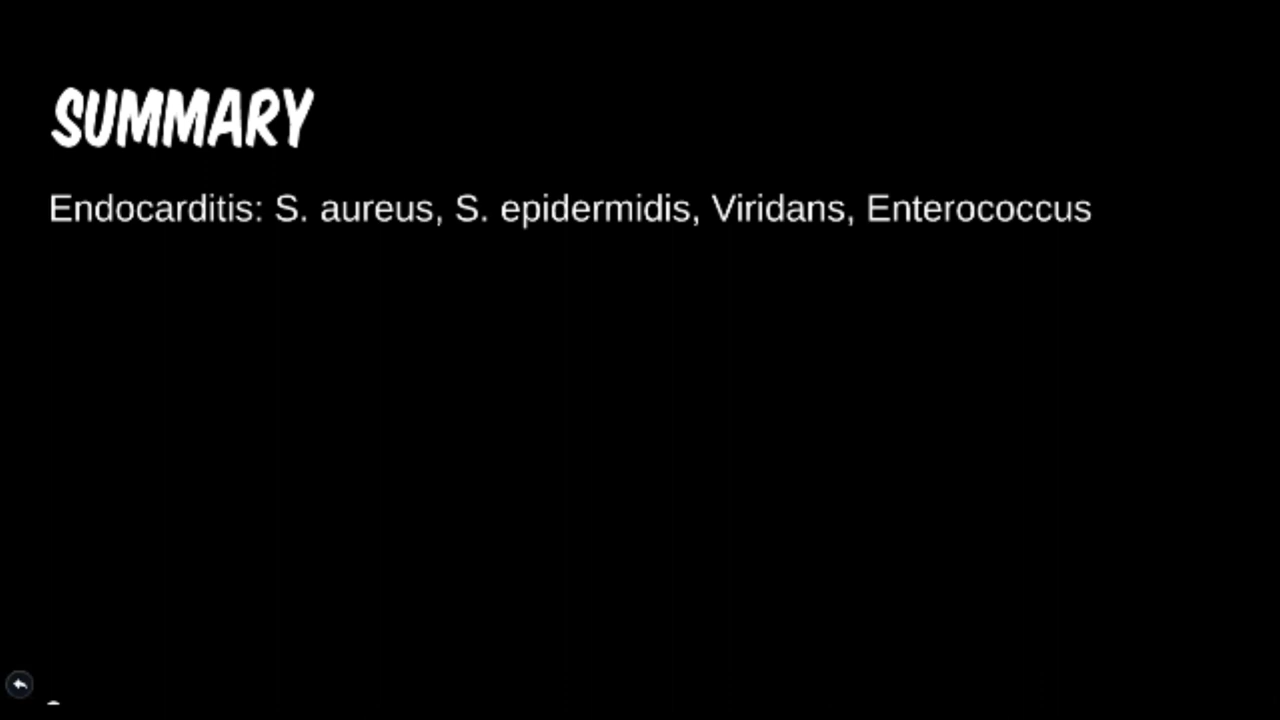 SUMMARY
Endocarditis: S. aureus, S. epidermidis, Viridans, Enterococcus